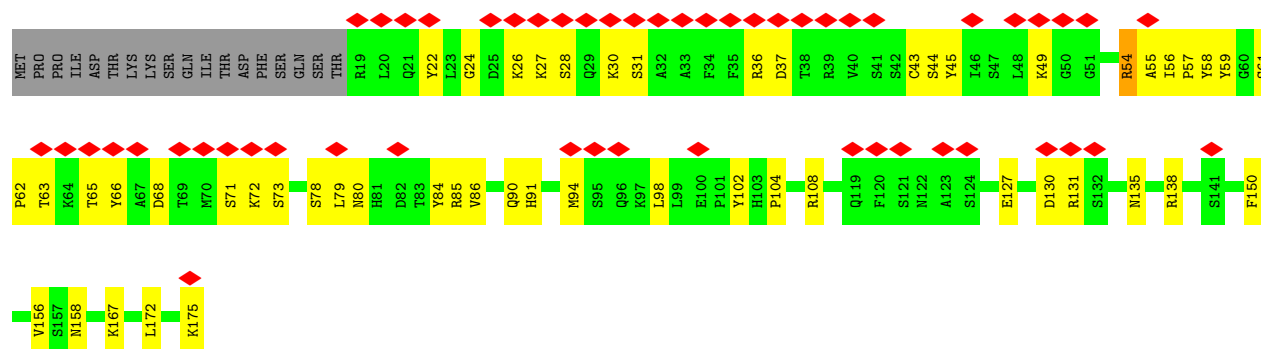 MET PRO PRO ILE ASP THR LYS LYS SER GLN ILE THR ASP PHE SER GLN SER THR R19 L20 Q21 Y22 L23 G24 D25 K26 K27 S28 Q29 K30 S31 A32 A33 F34 F35 R36 D37 T38 R39 V40 S41 S42 C43 S44 Y45 I46 S47 L48 K49 G50 G51 R54 A55 I56 P57 Y58 Y59 G60
P62 T63 K64 T65 Y66 A67 D68 T69 M70 S71 K72 S73 S78 L79 N80 H81 D82 T83 Y84 R85 V86 Q90 H91 M94 S95 Q96 K97 L98 L99 E100 P101 Y102 H103 P104 R108 Q119 F120 S121 N122 A123 S124 E127 D130 R131 S132 N135 R138 S141 F150
V156 S157 N158 K167 L172 K175